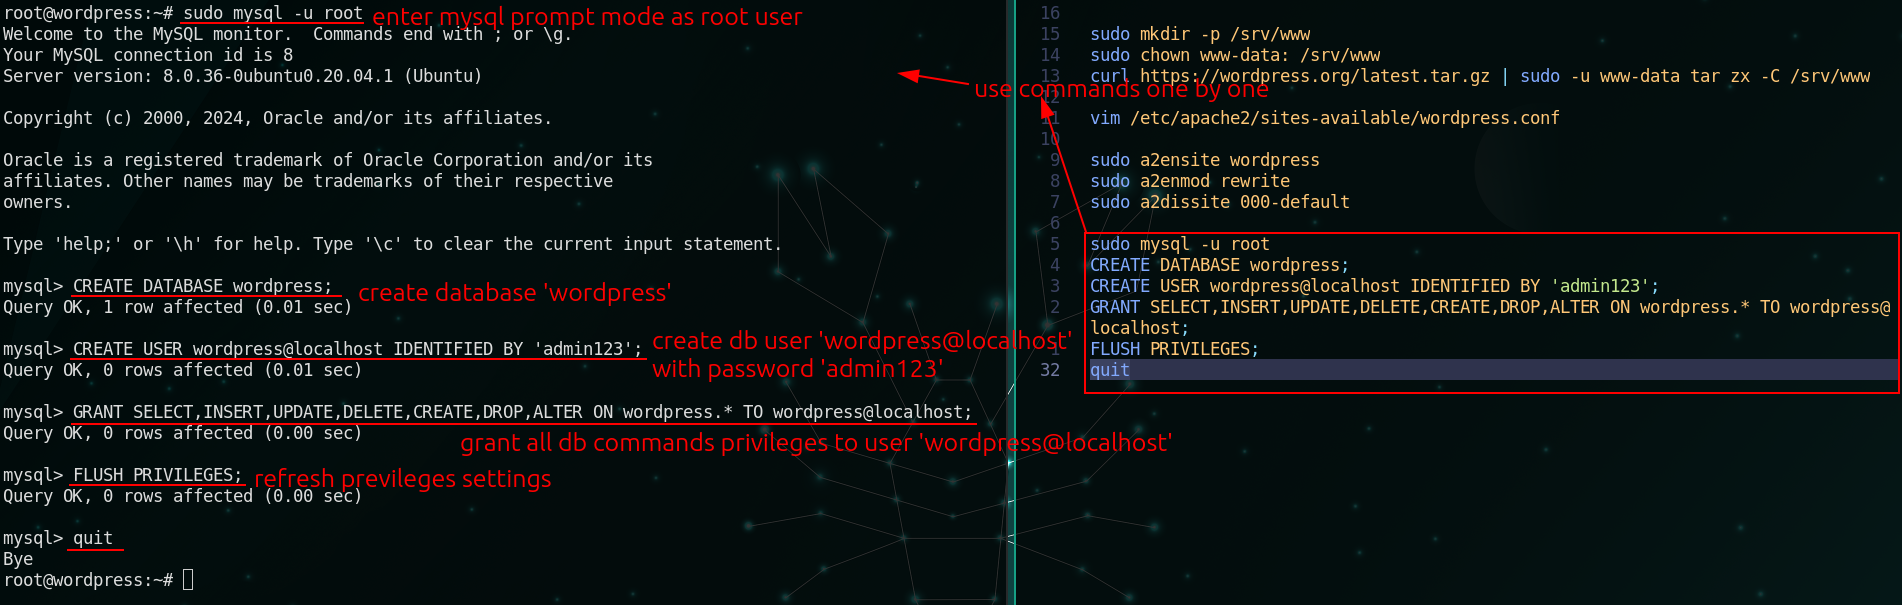 root@wordpress:~# sudo mysql -u root enter mysql prompt mode as root user
Welcome to the MySQL monitor.  Commands end with ; or \g.
Your MySQL connection id is 8
Server version: 8.0.36-0ubuntu0.20.04.1 (Ubuntu)
Copyright (c) 2000, 2024, Oracle and/or its affiliates.
Oracle is a registered trademark of Oracle Corporation and/or its
affiliates. Other names may be trademarks of their respective
owners.
Type 'help;' or '\h' for help. Type '\c' to clear the current input statement.
mysql> CREATE DATABASE wordpress;
create database 'wordpress'
Query OK, 1 row affected (0.01 sec)
mysql> CREATE USER wordpress@localhost IDENTIFIED BY 'admin123';
create db user 'wordpress@localhost'
with password 'admin123'
Query OK, 0 rows affected (0.01 sec)
mysql> GRANT SELECT,INSERT,UPDATE,DELETE,CREATE,DROP,ALTER ON wordpress.* TO wordpress@localhost;
Query OK, 0 rows affected (0.00 sec)
grant all db commands privileges to user 'wordpress@localhost'
mysql> FLUSH PRIVILEGES;
refresh previleges settings
Query OK, 0 rows affected (0.00 sec)
mysql> quit
Bye
root@wordpress:~#
16
15 sudo mkdir -p /srv/www
14 sudo chown www-data: /srv/www
13 curl https://wordpress.org/latest.tar.gz | sudo -u www-data tar zx -C /srv/www
use commands one by one
12
11 vim /etc/apache2/sites-available/wordpress.conf
10
9 sudo a2ensite wordpress
8 sudo a2enmod rewrite
7 sudo a2dissite 000-default
6
5 sudo mysql -u root
4 CREATE DATABASE wordpress;
3 CREATE USER wordpress@localhost IDENTIFIED BY 'admin123';
2 GRANT SELECT,INSERT,UPDATE,DELETE,CREATE,DROP,ALTER ON wordpress.* TO wordpress@
localhost;
1 FLUSH PRIVILEGES;
32 quit